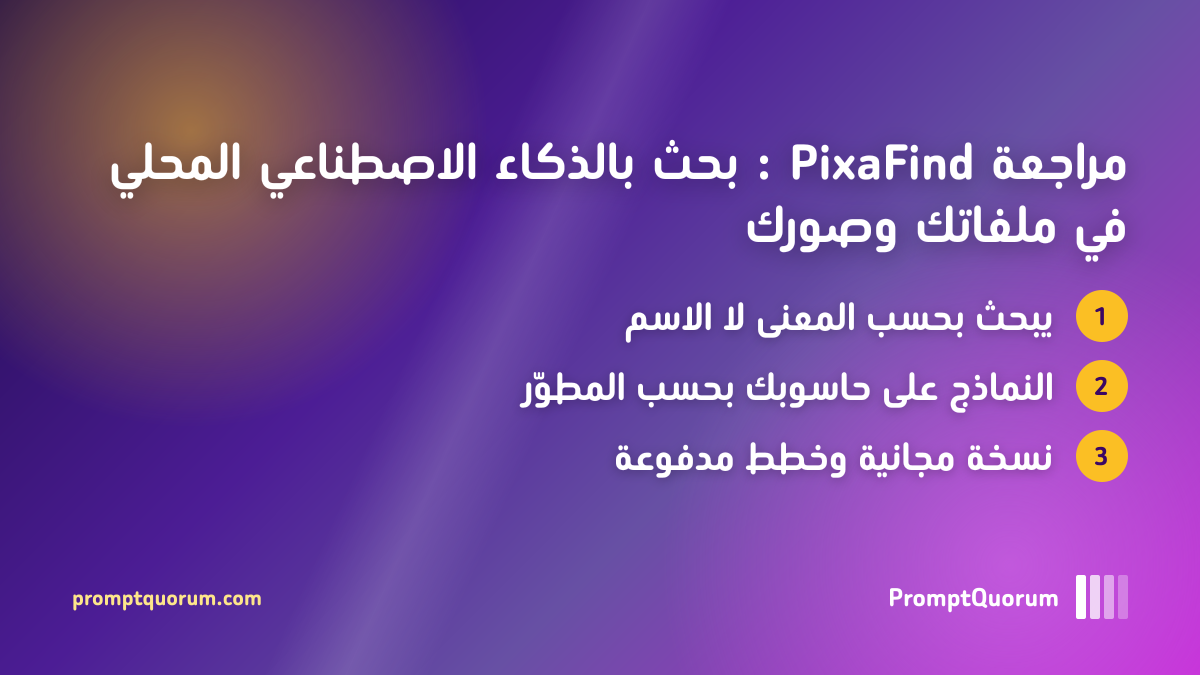 مراجعة PixaFind : بحث بالذكاء الاصطناعي المحلي
في ملفاتك وصورك
1 يبحث بحسب المعنى لا الاسم
2 النماذج على حاسوبك بحسب المطوّر
3 نسخة مجانية وخطط مدفوعة
PromptQuorum
promptquorum.com